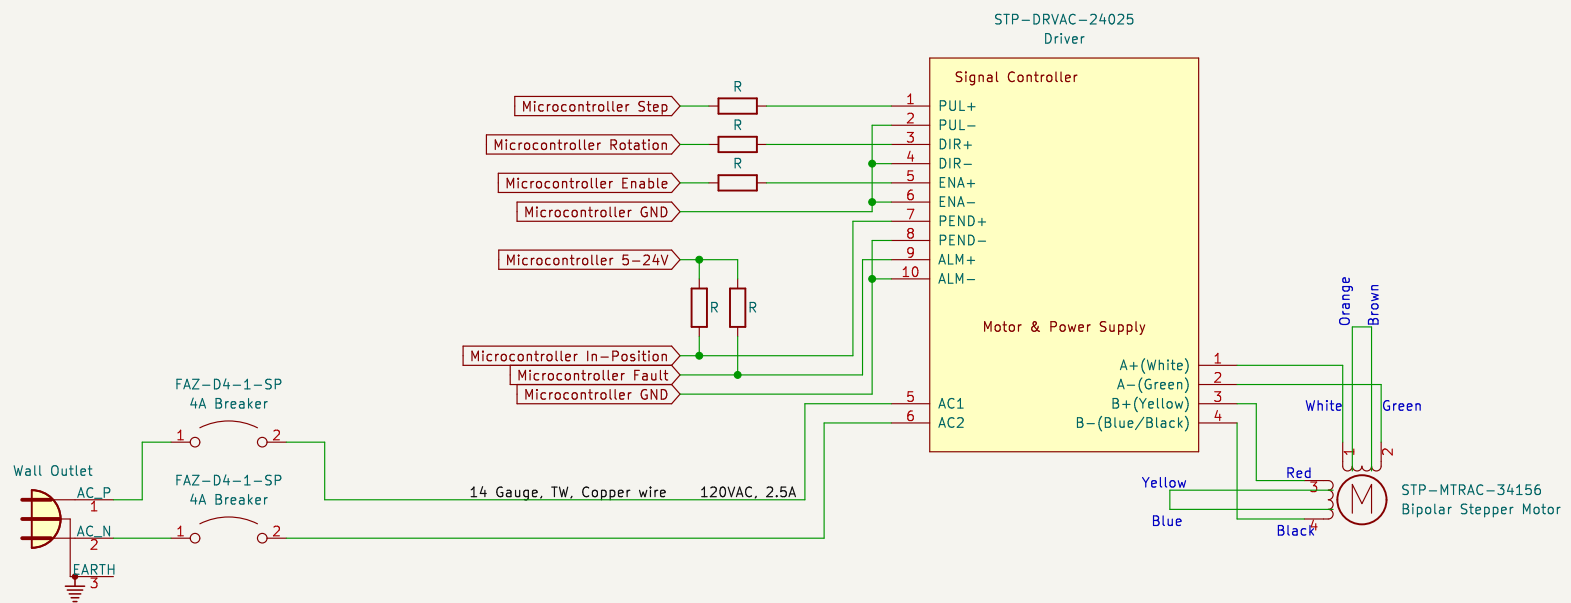 STP-DRVAC-24025
Driver
Signal Controller
R
Microcontroller Step
1
PUL+
2
PUL-
R
Microcontroller Rotation
3
DIR+
4
DIR-
R
Microcontroller Enable
5
ENA+
6
ENA-
Microcontroller GND
7
PEND+
8
PEND-
Microcontroller 5-24V
9
ALM+
10
ALM-
R
R
Motor & Power Supply
Microcontroller In-Position
Microcontroller Fault
Microcontroller GND
A+(White)
1
A-(Green)
2
B+(Yellow)
3
B-(Blue/Black)
4
5
AC1
6
AC2
Orange
Brown
White
Green
1
2
Red
3
Yellow
Blue
Black
4
M
STP-MTRAC-34156
Bipolar Stepper Motor
FAZ-D4-1-SP
4A Breaker
1
2
Wall Outlet
AC_P
1
FAZ-D4-1-SP
4A Breaker
1
2
AC_N
2
EARTH
3
14 Gauge, TW, Copper wire
120VAC, 2.5A